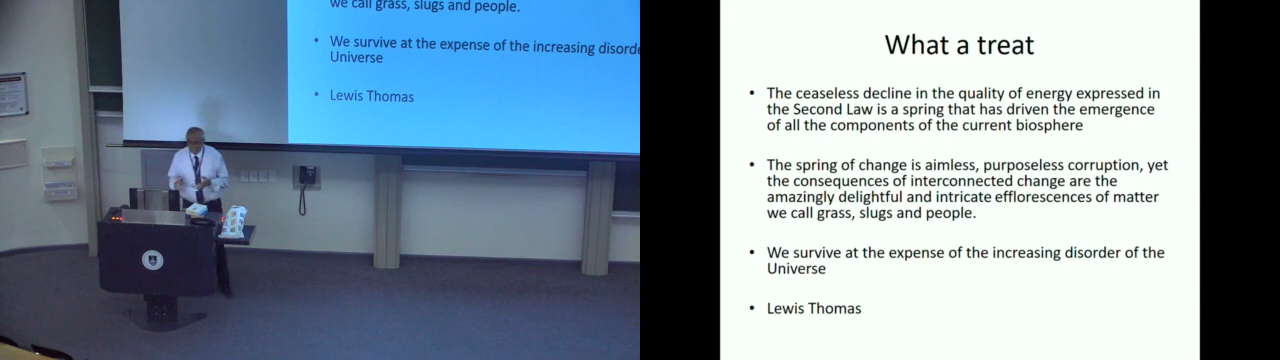 we call grass, slugs and people.
• We survive at the expense of the increasing disorde
Universe
• Lewis Thomas
What a treat
• The ceaseless decline in the quality of energy expressed in
the Second Law is a spring that has driven the emergence
of all the components of the current biosphere
• The spring of change is aimless, purposeless corruption, yet
the consequences of interconnected change are the
amazingly delightful and intricate efflorescences of matter
we call grass, slugs and people.
• We survive at the expense of the increasing disorder of the
Universe
• Lewis Thomas